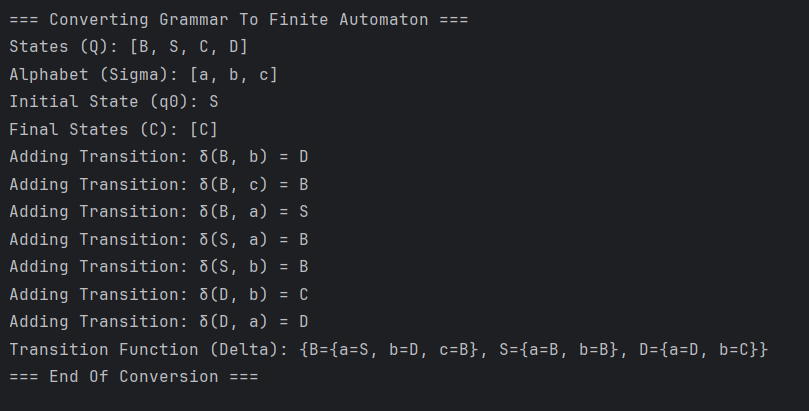 === Converting Grammar To Finite Automaton ===
States (Q): [B, S, C, D]
Alphabet (Sigma): [a, b, c]
Initial State (q0): S
Final States (C): [C]
Adding Transition: δ(B, b) = D
Adding Transition: δ(B, c) = B
Adding Transition: δ(B, a) = S
Adding Transition: δ(S, a) = B
Adding Transition: δ(S, b) = B
Adding Transition: δ(D, b) = C
Adding Transition: δ(D, a) = D
Transition Function (Delta): {B={a=S, b=D, c=B}, S={a=B, b=B}, D={a=D, b=C}}
=== End Of Conversion ===